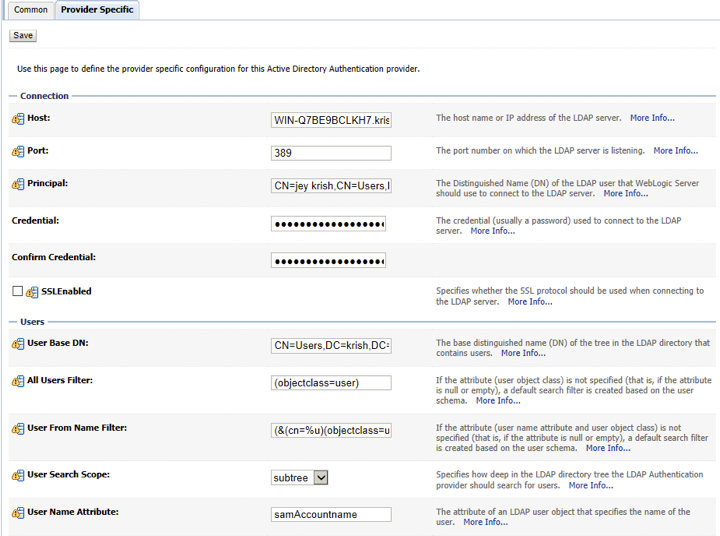 Common
Provider Specific
Save
Use this page to define the provider specific configuration for this Active Directory Authentication provider.
Connection
Host:
WIN-Q7BE9BCLKH7.kris
The host name or IP address of the LDAP server. More Info...
Port:
389
The port number on which the LDAP server is listening. More Info...
Principal:
CN=jey krish,CN=Users,
The Distinguished Name (DN) of the LDAP user that WebLogic Server
should use to connect to the LDAP server. More Info...
Credential:
●●●●●●●●●●●●●●●●●●
The credential (usually a password) used to connect to the LDAP
server. More Info...
Confirm Credential:
●●●●●●●●●●●●●●●●●●
SSLEnabled
Specifies whether the SSL protocol should be used when connecting to
the LDAP server. More Info...
Users
User Base DN:
CN=Users,DC=krish,DC=
The base distinguished name (DN) of the tree in the LDAP directory that
contains users. More Info...
All Users Filter:
(objectclass=user)
If the attribute (user object class) is not specified (that is, if the attribute
is null or empty), a default search filter is created based on the user
schema. More Info...
User From Name Filter:
(&(cn=%u)(objectclass=u
If the attribute (user name attribute and user object class) is not
specified (that is, if the attribute is null or empty), a default search filter
is created based on the user schema. More Info...
User Search Scope:
subtree
Specifies how deep in the LDAP directory tree the LDAP Authentication
provider should search for users. More Info...
User Name Attribute:
samAccountname
The attribute of an LDAP user object that specifies the name of the
user. More Info...